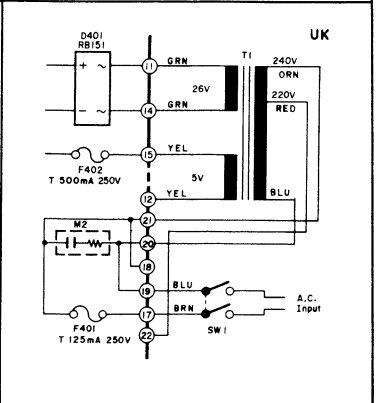 UK
D401
RB151
+ ~
- ~
11
GRN
14
GRN
26V
T1
240V
ORN
220V
RED
BLU
15
YEL
F402
T 500mA 250V
5V
12
YEL
21
M2
20
18
19
BLU
17
BRN
F401
T 125mA 250V
22
SW1
A.C.
Input